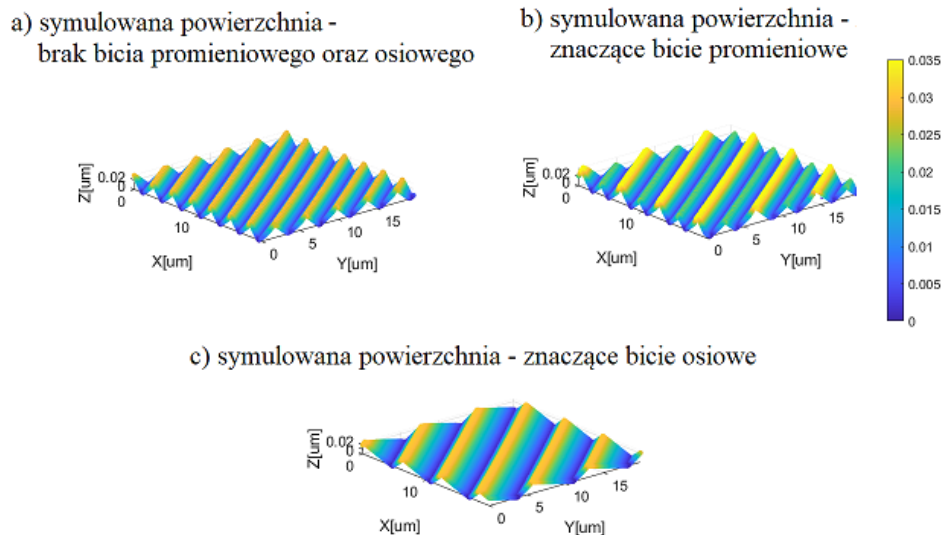 a) symulowana powierzchnia -
brak bicia promieniowego oraz osiowego
b) symulowana powierzchnia -
znaczące bicie promieniowe
0.035
0.03
0.025
0.02
0.015
0.01
0.005
0
Z[um]
0.02
0
0
10
X[um]
0
5
10
15
Y[um]
Z[um]
0.02
0
0
10
X[um]
0
5
10
15
Y[um]
c) symulowana powierzchnia - znaczące bicie osiowe
Z[um]
0.02
0
0
10
X[um]
0
5
10
15
Y[um]